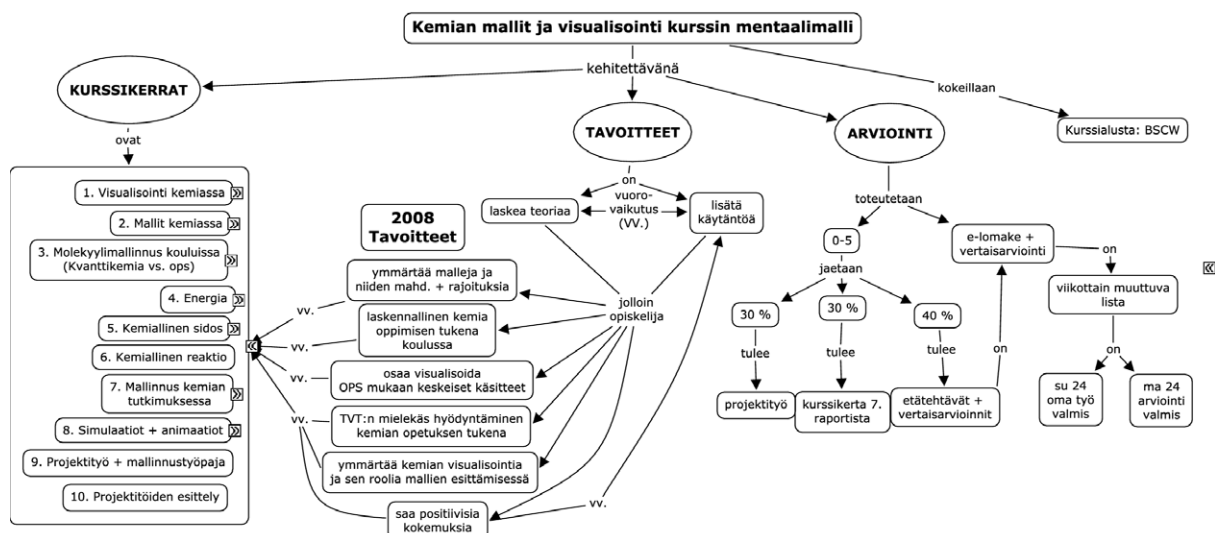 Kemian mallit ja visualisointi kurssin mentaalimalli
kehitettävänä
kokeillaan
KURSSIKERRAT
TAVOITTEET
ARVIOINTI
Kurssialusta: BSCW
ovat
1. Visualisointi kemiassa
2. Mallit kemiassa
3. Molekyylimallinnus kouluissa
(Kvanttikemia vs. ops)
4. Energia
5. Kemiallinen sidos
6. Kemiallinen reaktio
7. Mallinnus kemian
tutkimuksessa
8. Simulaatiot + animaatiot
9. Projektityö + mallinnustyöpaja
10. Projektitöiden esittely
on
vuoro-
vaikutus
(VV.)
laskea teoriaa
lisätä
käytäntöä
2008
Tavoitteet
jolloin
opiskelija
ymmärtää malleja ja
niiden mahd. + rajoituksia
laskennallinen kemia
oppimisen tukena
koulussa
osaa visualisoida
OPS mukaan keskeiset käsitteet
TVT:n mielekäs hyödyntäminen
kemian opetuksen tukena
ymmärtää kemian visualisointia
ja sen roolia mallien esittämisessä
saa positiivisia
kokemuksia
vv.
vv.
vv.
vv.
vv.
vv.
toteutetaan
0-5
jaetaan
30 %
30 %
40 %
tulee
tulee
tulee
projektityö
kurssikerta 7.
raportista
etätehtävät +
vertaisarvioinnit
on
e-lomake +
vertaisarviointi
on
viikottain muuttuva
lista
on
su 24
oma työ
valmis
ma 24
arviointi
valmis